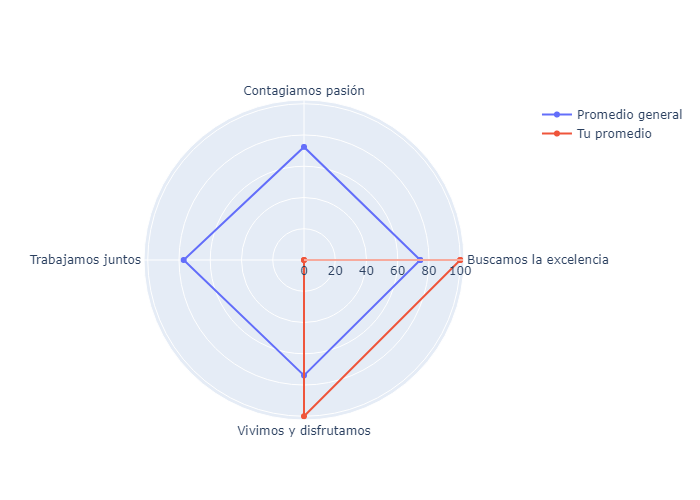 Contagiamos pasión
Promedio general
Tu promedio
Trabajamos juntos
Buscamos la excelencia
0 20 40 60 80 100
Vivimos y disfrutamos